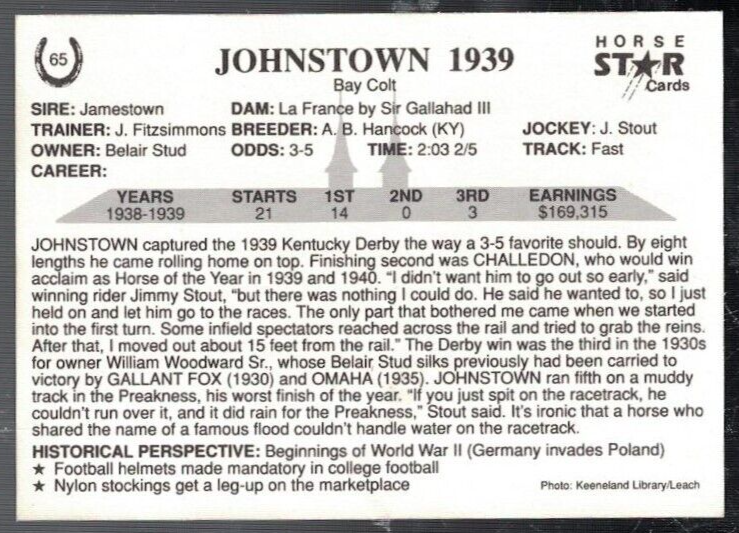 65
JOHNSTOWN 1939
HORSE
STAR
Cards
Bay Colt
SIRE: Jamestown DAM: La France by Sir Gallahad III
TRAINER: J. Fitzsimmons BREEDER: A. B. Hancock (KY) JOCKEY: J. Stout
OWNER: Belair Stud ODDS: 3-5 TIME: 2:03 2/5 TRACK: Fast
CAREER:
YEARS STARTS 1ST 2ND 3RD EARNINGS
1938-1939 21 14 0 3 $169,315
JOHNSTOWN captured the 1939 Kentucky Derby the way a 3-5 favorite should. By eight
lengths he came rolling home on top. Finishing second was CHALLEDON, who would win
acclaim as Horse of the Year in 1939 and 1940. “I didn’t want him to go out so early,” said
winning rider Jimmy Stout, “but there was nothing I could do. He said he wanted to, so I just
held on and let him go to the races. The only part that bothered me came when we started
into the first turn. Some infield spectators reached across the rail and tried to grab the reins.
After that, I moved out about 15 feet from the rail.” The Derby win was the third in the 1930s
for owner William Woodward Sr., whose Belair Stud silks previously had been carried to
victory by GALLANT FOX (1930) and OMAHA (1935). JOHNSTOWN ran fifth on a muddy
track in the Preakness, his worst finish of the year. “If you just spit on the racetrack, he
couldn’t run over it, and it did rain for the Preakness,” Stout said. It’s ironic that a horse who
shared the name of a famous flood couldn’t handle water on the racetrack.
HISTORICAL PERSPECTIVE: Beginnings of World War II (Germany invades Poland)
★ Football helmets made mandatory in college football
★ Nylon stockings get a leg-up on the marketplace
Photo: Keeneland Library/Leach